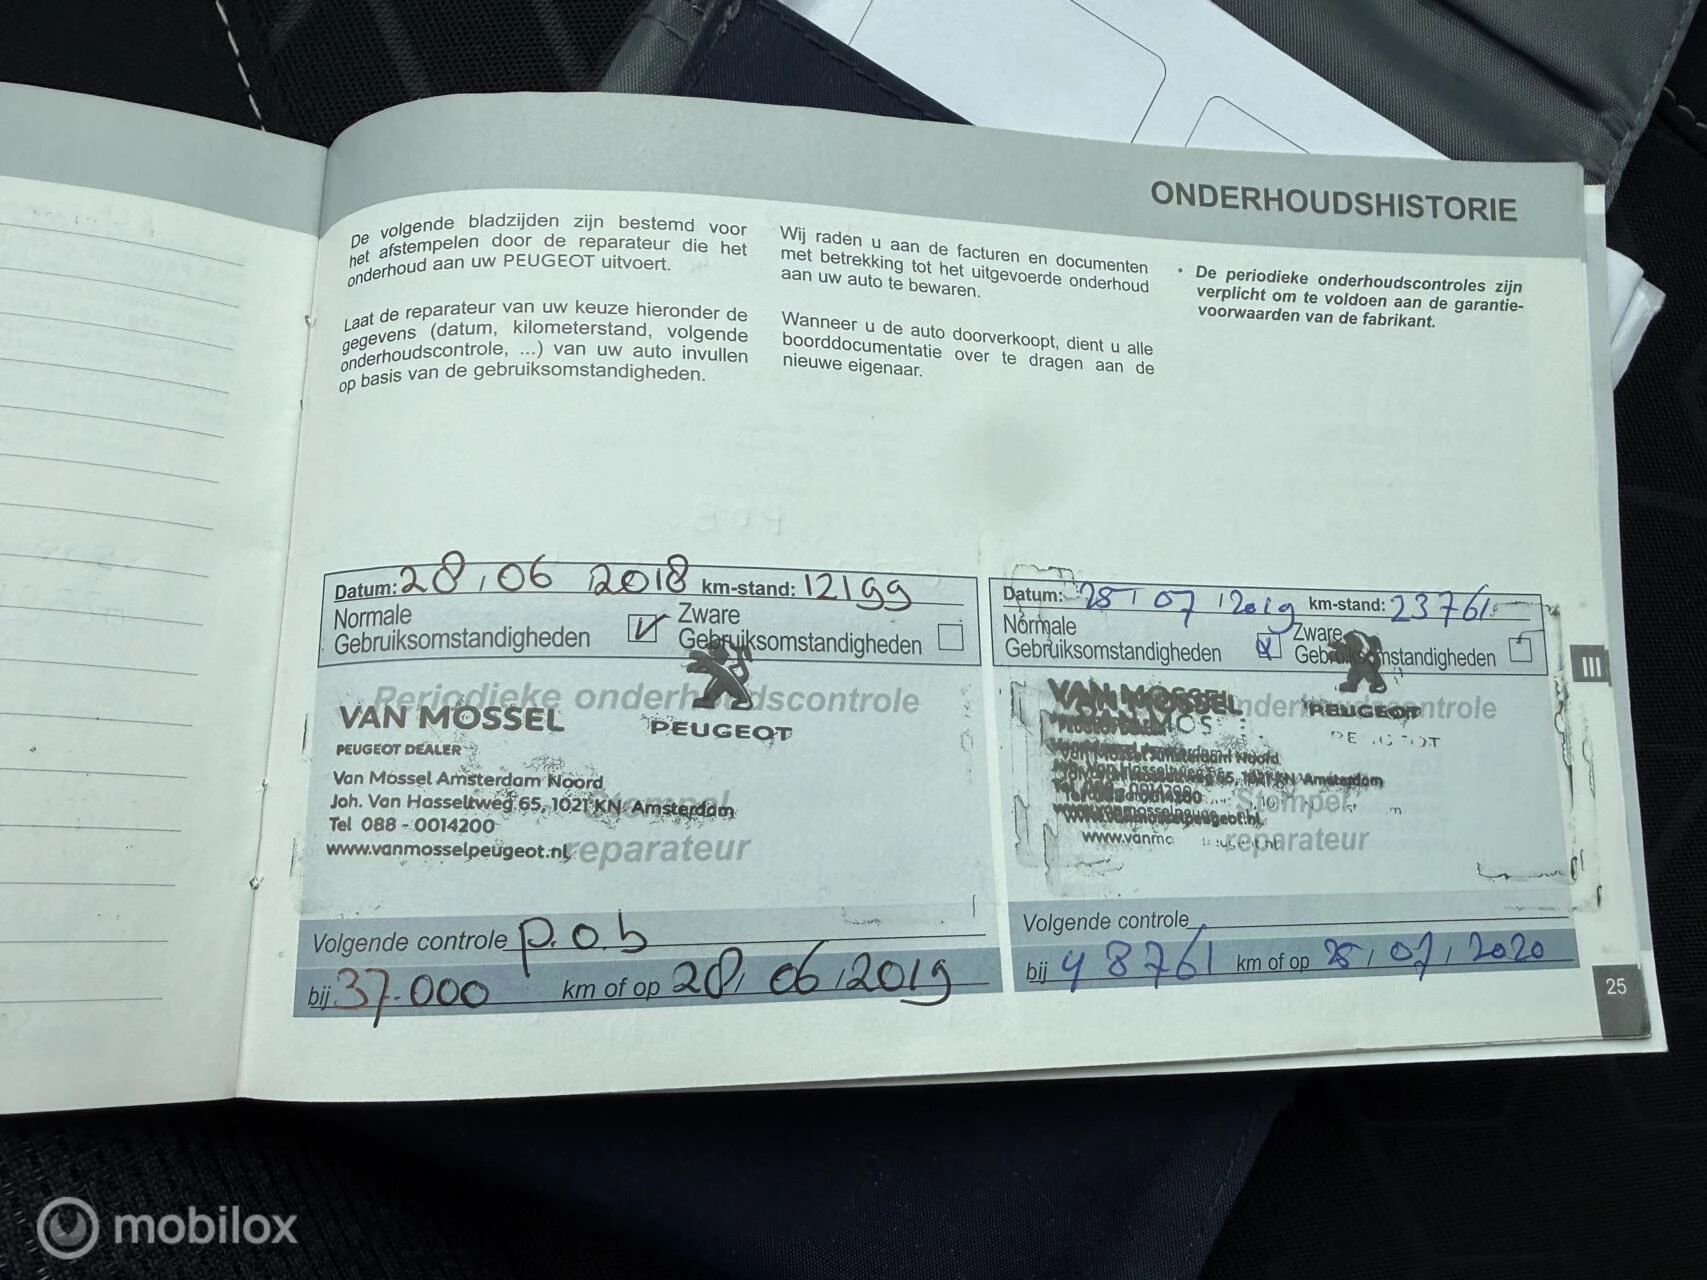 ONDERHOUDSHISTORIE
De volgende bladzijden zijn bestemd voor
het afstempelen door de reparateur die het
onderhoud aan uw PEUGEOT uitvoert.
Laat de reparateur van uw keuze hieronder de
gegevens (datum, kilometerstand, volgende
onderhoudscontrole, ...) van uw auto invullen
op basis van de gebruiksomstandigheden.
Wij raden u aan de facturen en documenten
met betrekking tot het uitgevoerde onderhoud
aan uw auto te bewaren.
Wanneer u de auto doorverkoopt, dient u alle
boorddocumentatie over te dragen aan de
nieuwe eigenaar.
• De periodieke onderhoudscontroles zijn
verplicht om te voldoen aan de garantie-
voorwaarden van de fabrikant.
Datum: 28, 06 2018 km-stand: 12199
Normale
Gebruiksomstandigheden
Zware
Gebruiksomstandigheden
Periodieke onderhoudscontrole
VAN MOSSEL
PEUGEOT
PEUGEOT DEALER
Van Mossel Amsterdam Noord
Joh. Van Hasseltweg 65, 1021 KN Amsterdam
Stempel
Tel 088 - 0014200
www.vanmosselpeugeot.nl
reparateur
Volgende controle p.o.b
bij 37.000 km of op 28, 06, 2019
Datum: 07 2019 km-stand: 23761
Normale
Gebruiksomstandigheden
Zware
Gebruiksomstandigheden
VAN MOSSEL
PEUGEOT
65, 1021 KN Amsterdam
Stempel
reparateur
Volgende controle
bij 48761 km of op 07, 2020
III
25
mobilox